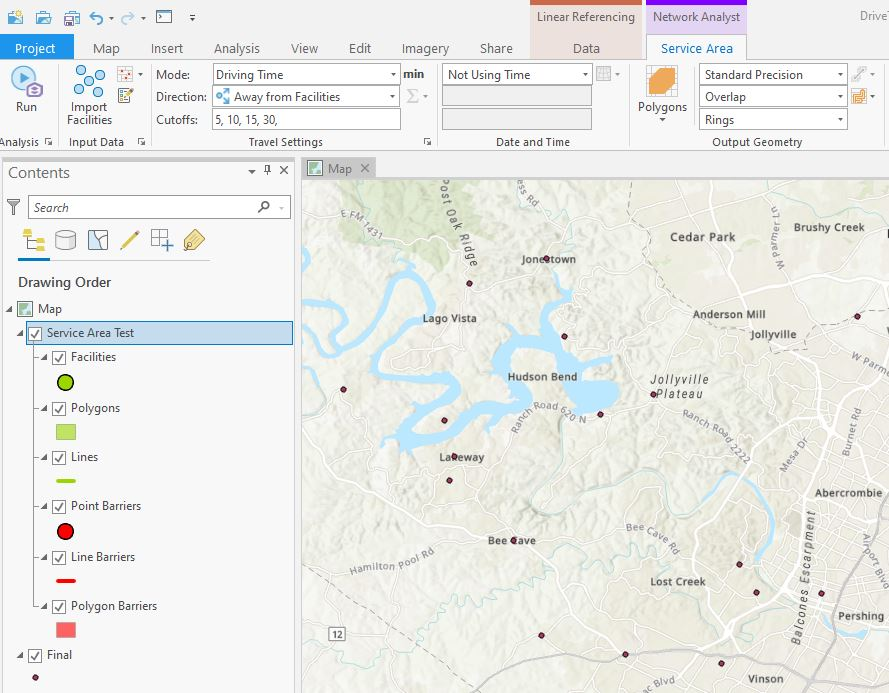 Linear Referencing
Network Analyst
Project
Map
Insert
Analysis
View
Edit
Imagery
Share
Data
Service Area
Run
Import
Facilities
Mode:
Driving Time
min
Direction:
Away from Facilities
Σ
Cutoffs:
5, 10, 15, 30,
Not Using Time
Polygons
Standard Precision
Overlap
Rings
Analysis
Input Data
Travel Settings
Date and Time
Output Geometry
Contents
Search
Drawing Order
Map
Service Area Test
Facilities
Polygons
Lines
Point Barriers
Line Barriers
Polygon Barriers
Final
Map
E FM 1431
Post Oak Ridge
ess Rd
Jonestown
Cedar Park
W Parmer Ln
Brushy Creek
Lago Vista
Anderson Mill
Jollyville
W Parme
Hudson Bend
Jollyville
Plateau
Ranch Road 620 N
Ranch Road 2222
Mesa Dr
Burnet Rd
Lakeway
Abercrombie
Bee Cave
Bee Cave Rd
Hamilton Pool Rd
Lost Creek
Balcones Escarpment
Airport Blvd
Pershing
12
ac Blvd
Vinson